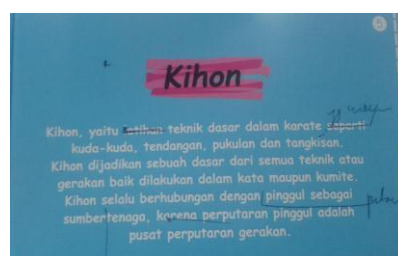 5
Kihon
Kihon, yaitu latihan teknik dasar dalam karate seperti
kuda-kuda, tendangan, pukulan dan tangkisan.
Kihon dijadikan sebuah dasar dari semua teknik atau
gerakan baik dilakukan dalam kata maupun kumite.
Kihon selalu berhubungan dengan pinggul sebagai
sumbertenaga, karena perputaran pinggul adalah
pusat perputaran gerakan.